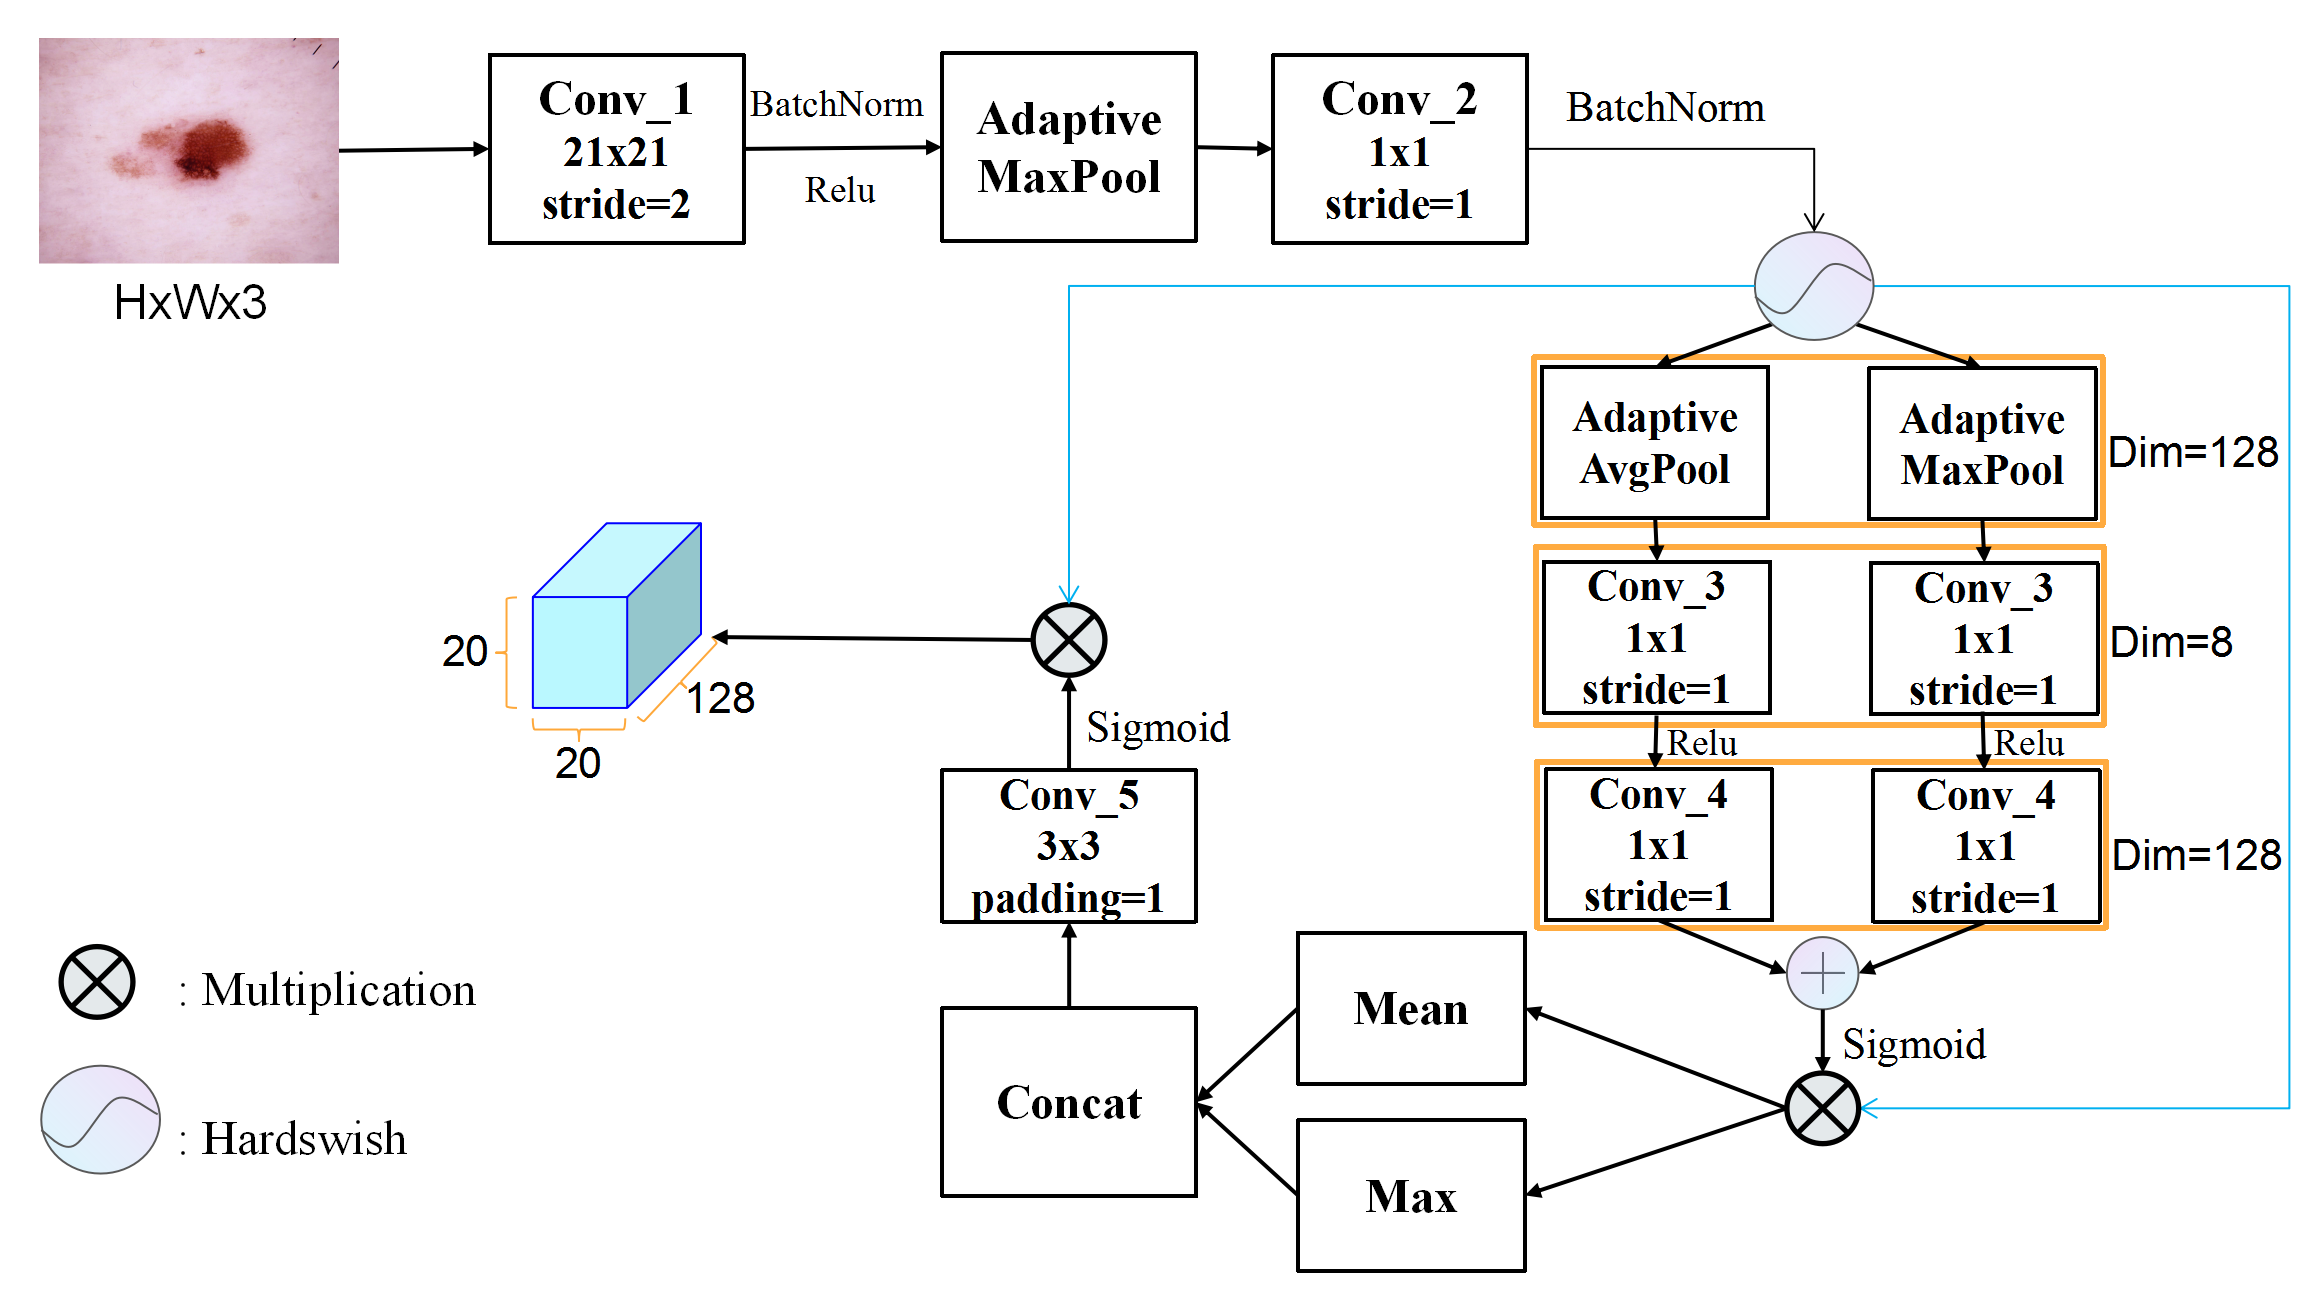 HxWx3
Conv_1
21x21
stride=2
BatchNorm
Relu
Adaptive
MaxPool
Conv_2
1x1
stride=1
BatchNorm
Adaptive
AvgPool
Adaptive
MaxPool
Dim=128
Conv_3
1x1
stride=1
Conv_3
1x1
stride=1
Dim=8
Relu
Relu
Conv_4
1x1
stride=1
Conv_4
1x1
stride=1
Dim=128
Sigmoid
Mean
Max
Concat
Conv_5
3x3
padding=1
Sigmoid
20
20
128
: Multiplication
: Hardswish